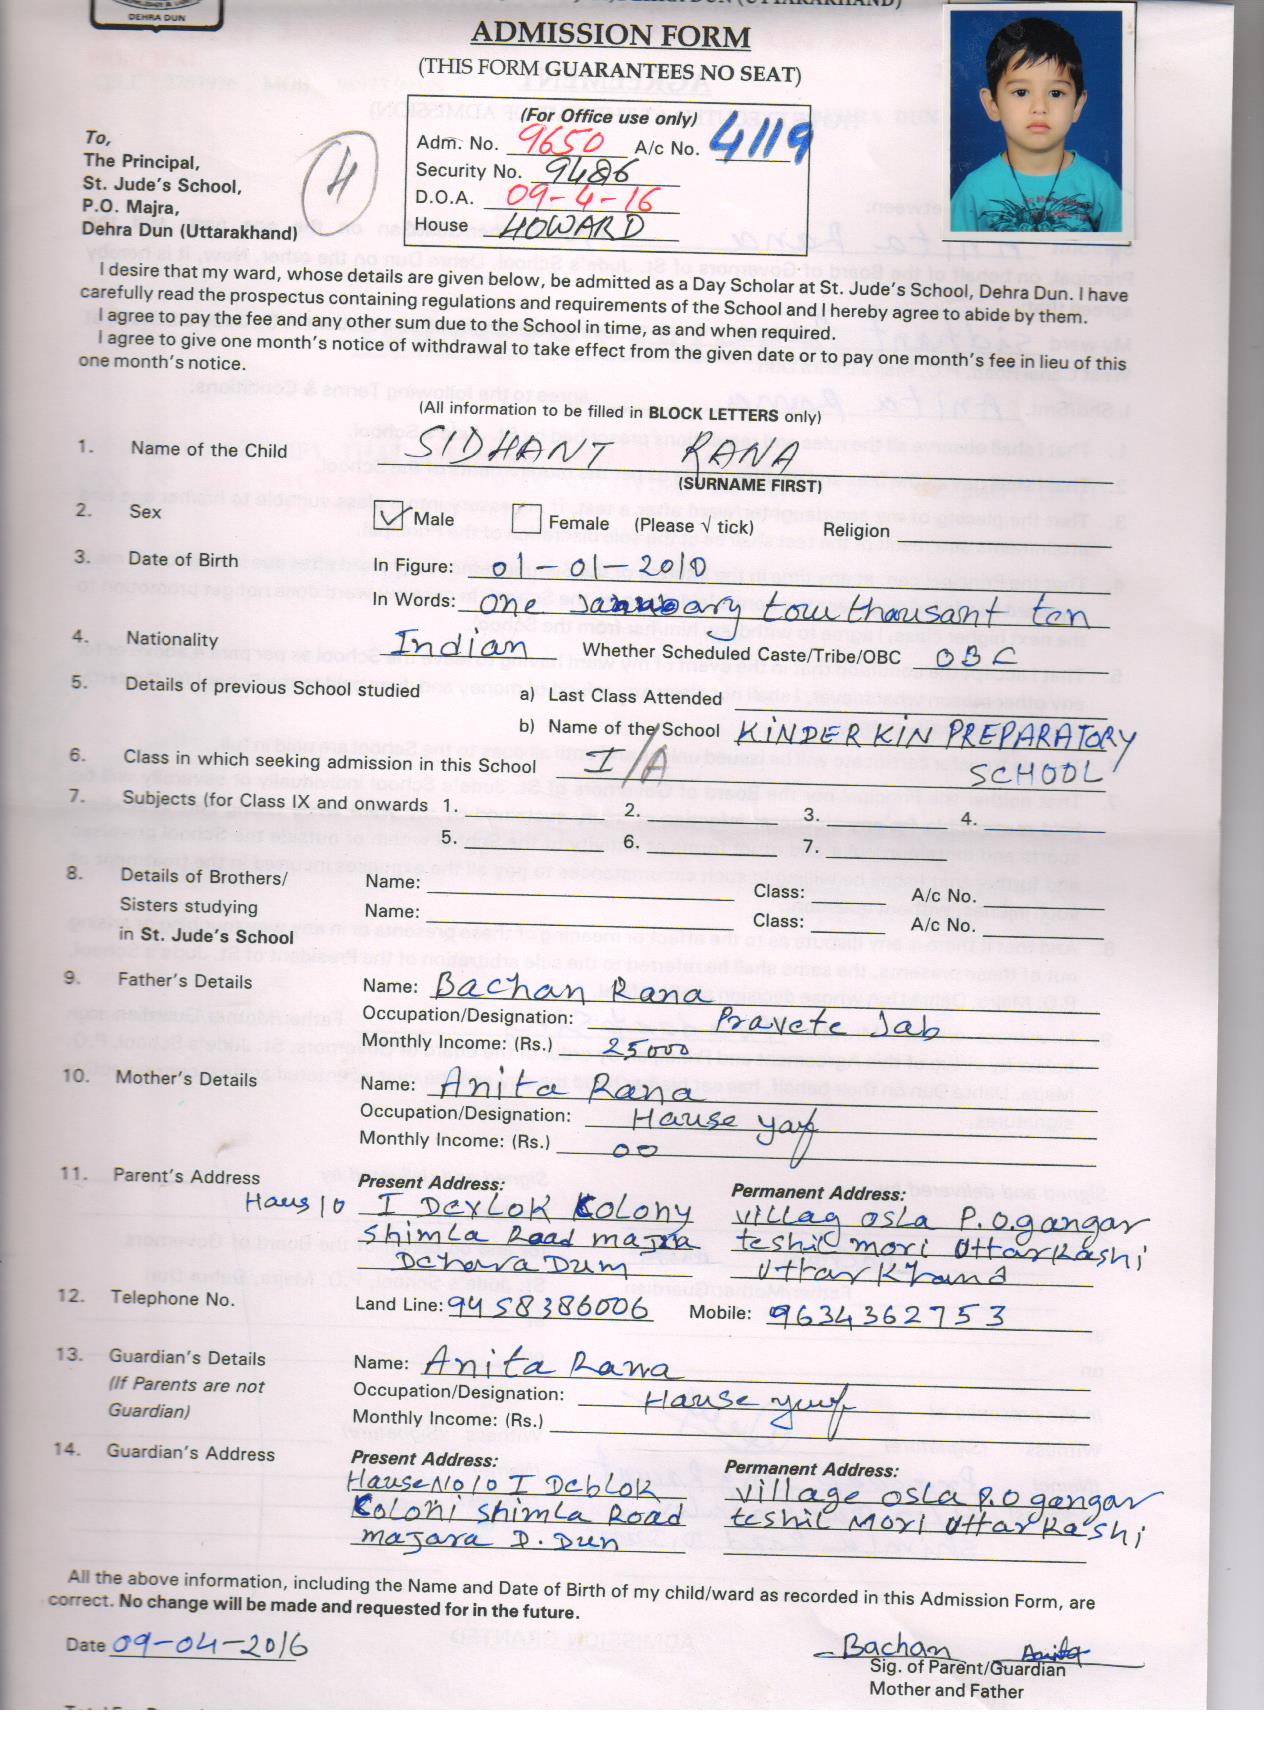 DEHRA DUN
ADMISSION FORM
(THIS FORM GUARANTEES NO SEAT)
(For Office use only)
Adm. No. 9650 A/c No. 4119
Security No. 9486
D.O.A. 09-4-16
House HOWARD
4
To,
The Principal,
St. Jude's School,
P.O. Majra,
Dehra Dun (Uttarakhand)
I desire that my ward, whose details are given below, be admitted as a Day Scholar at St. Jude's School, Dehra Dun. I have
carefully read the prospectus containing regulations and requirements of the School and I hereby agree to abide by them.
I agree to pay the fee and any other sum due to the School in time, as and when required.
I agree to give one month's notice of withdrawal to take effect from the given date or to pay one month's fee in lieu of this
one month's notice.
(All information to be filled in BLOCK LETTERS only)
1. Name of the Child SIDHANT RANA
(SURNAME FIRST)
2. Sex Male Female (Please √ tick) Religion
3. Date of Birth In Figure: 01-01-2010
In Words: one January tow thausant ten
4. Nationality Indian Whether Scheduled Caste/Tribe/OBC OBC
5. Details of previous School studied a) Last Class Attended
b) Name of the School KINDER KIN PREPARATORY
SCHOOL
6. Class in which seeking admission in this School I/A
7. Subjects (for Class IX and onwards 1. 2. 3. 4.
5. 6. 7.
8. Details of Brothers/ Name: Class: A/c No.
Sisters studying Name: Class: A/c No.
in St. Jude's School
9. Father's Details Name: Bachan Rana
Occupation/Designation: Pravete Jab
Monthly Income: (Rs.) 25000
10. Mother's Details Name: Anita Rana
Occupation/Designation: Hause yaf
Monthly Income: (Rs.) 00
11. Parent's Address Present Address: Permanent Address:
Haus 10 I Devlok Colony villag osla P.O. gangar
Shimla Road majra teshil mori Uttarkashi
Dehara Dum Uttarkhand
12. Telephone No. Land Line: 9458386006 Mobile: 9634362753
13. Guardian's Details Name: Anita Rana
(If Parents are not Occupation/Designation: Hause
Guardian) Monthly Income: (Rs.)
14. Guardian's Address Present Address: Permanent Address:
Hause No 10 I Deblok village osla P.O gangar
Coloni Shimla Road teshil Mori Uttarkashi
majara D. Dun
All the above information, including the Name and Date of Birth of my child/ward as recorded in this Admission Form, are
correct. No change will be made and requested for in the future.
Date 09-04-2016
Bachan Anita
Sig. of Parent/Guardian
Mother and Father